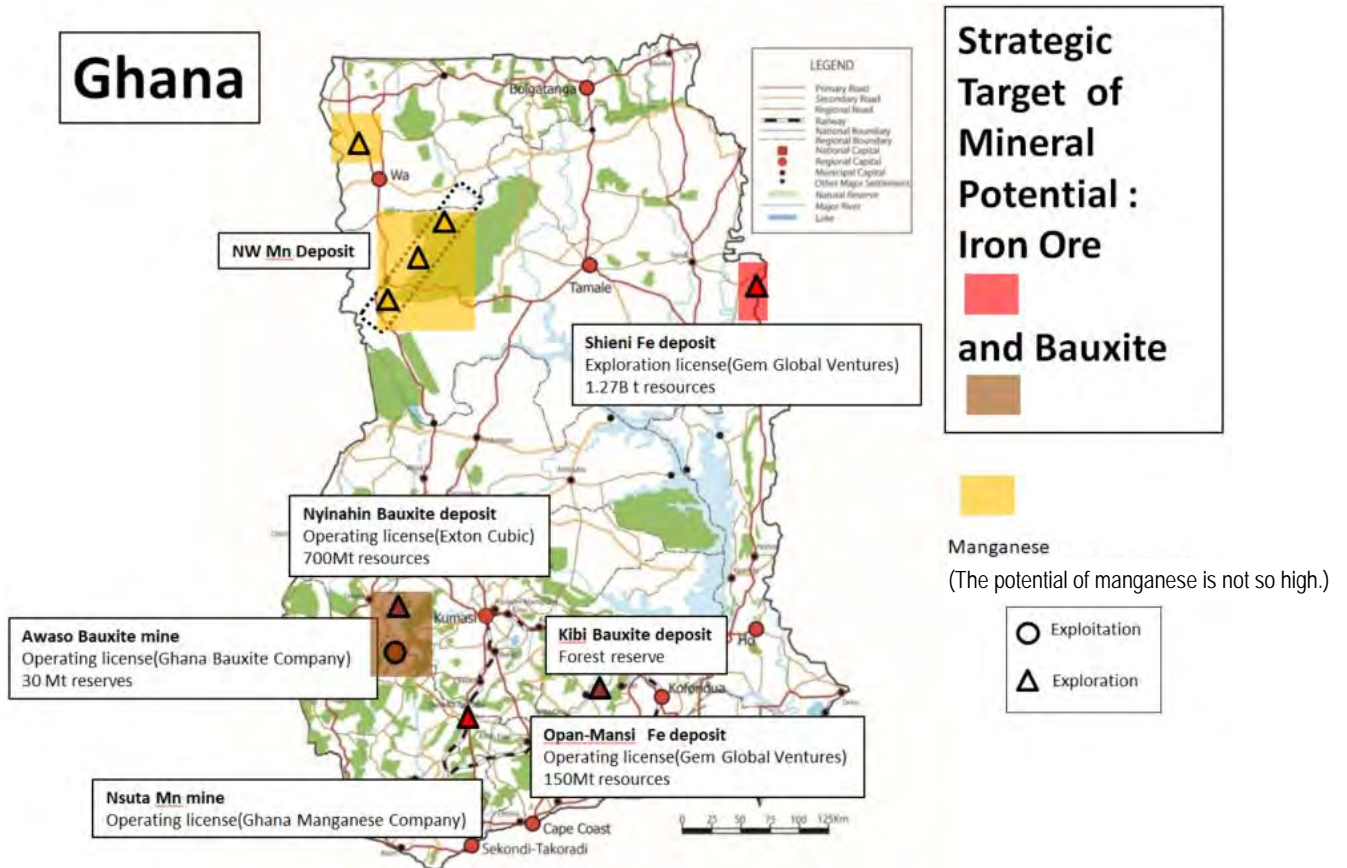 Ghana
Strategic
Target of
Mineral
Potential :
Iron Ore
and Bauxite
Manganese
(The potential of manganese is not so high.)
Exploitation
Exploration
LEGEND
Primary Road
Secondary Road
Regional Road
Railway
National Boundary
Regional Boundary
National Capital
Regional Capital
Municipal Capital
Other Major Settlement
Natural Reserve
Major River
Lake
Bolgatanga
Wa
NW Mn Deposit
Tamale
Shieni Fe deposit
Exploration license(Gem Global Ventures)
1.27B t resources
Nyinahin Bauxite deposit
Operating license(Exton Cubic)
700Mt resources
Kumasi
Awaso Bauxite mine
Operating license(Ghana Bauxite Company)
30 Mt reserves
Kibi Bauxite deposit
Forest reserve
Ho
Koforidua
Opan-Mansi Fe deposit
Operating license(Gem Global Ventures)
150Mt resources
Nsuta Mn mine
Operating license(Ghana Manganese Company)
Cape Coast
Sekondi-Takoradi
0 25 50 75 100 125Km